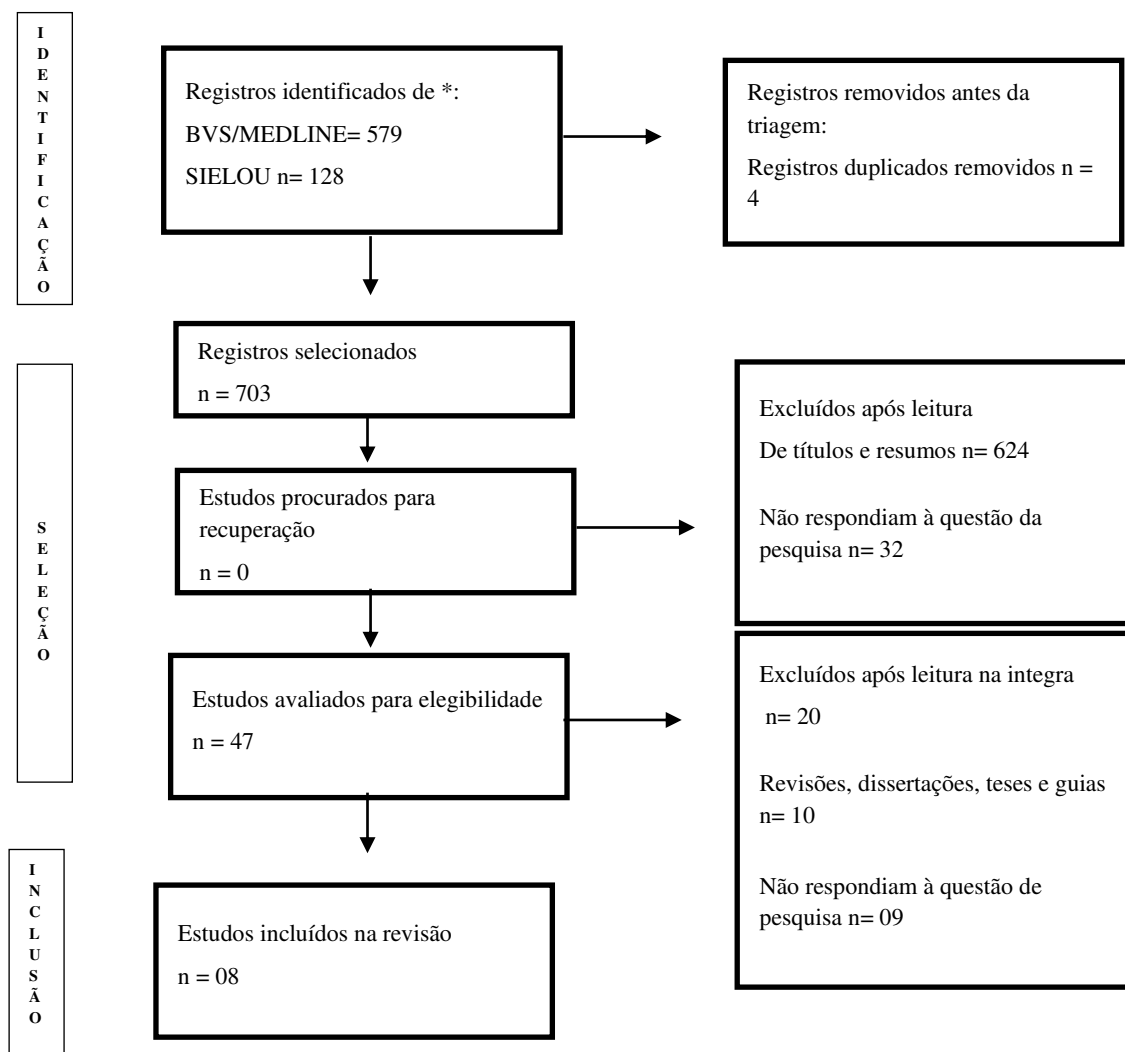 IDENTIFICAÇÃO
Registros identificados de *:
BVS/MEDLINE= 579
SIELOU n= 128
Registros removidos antes da
triagem:
Registros duplicados removidos n =
4
SELEÇÃO
Registros selecionados
n = 703
Estudos procurados para
recuperação
n = 0
Excluídos após leitura
De títulos e resumos n= 624
Não respondiam à questão da
pesquisa n= 32
Estudos avaliados para elegibilidade
n = 47
Excluídos após leitura na integra
n= 20
Revisões, dissertações, teses e guias
n= 10
Não respondiam à questão de
pesquisa n= 09
INCLUSÃO
Estudos incluídos na revisão
n = 08